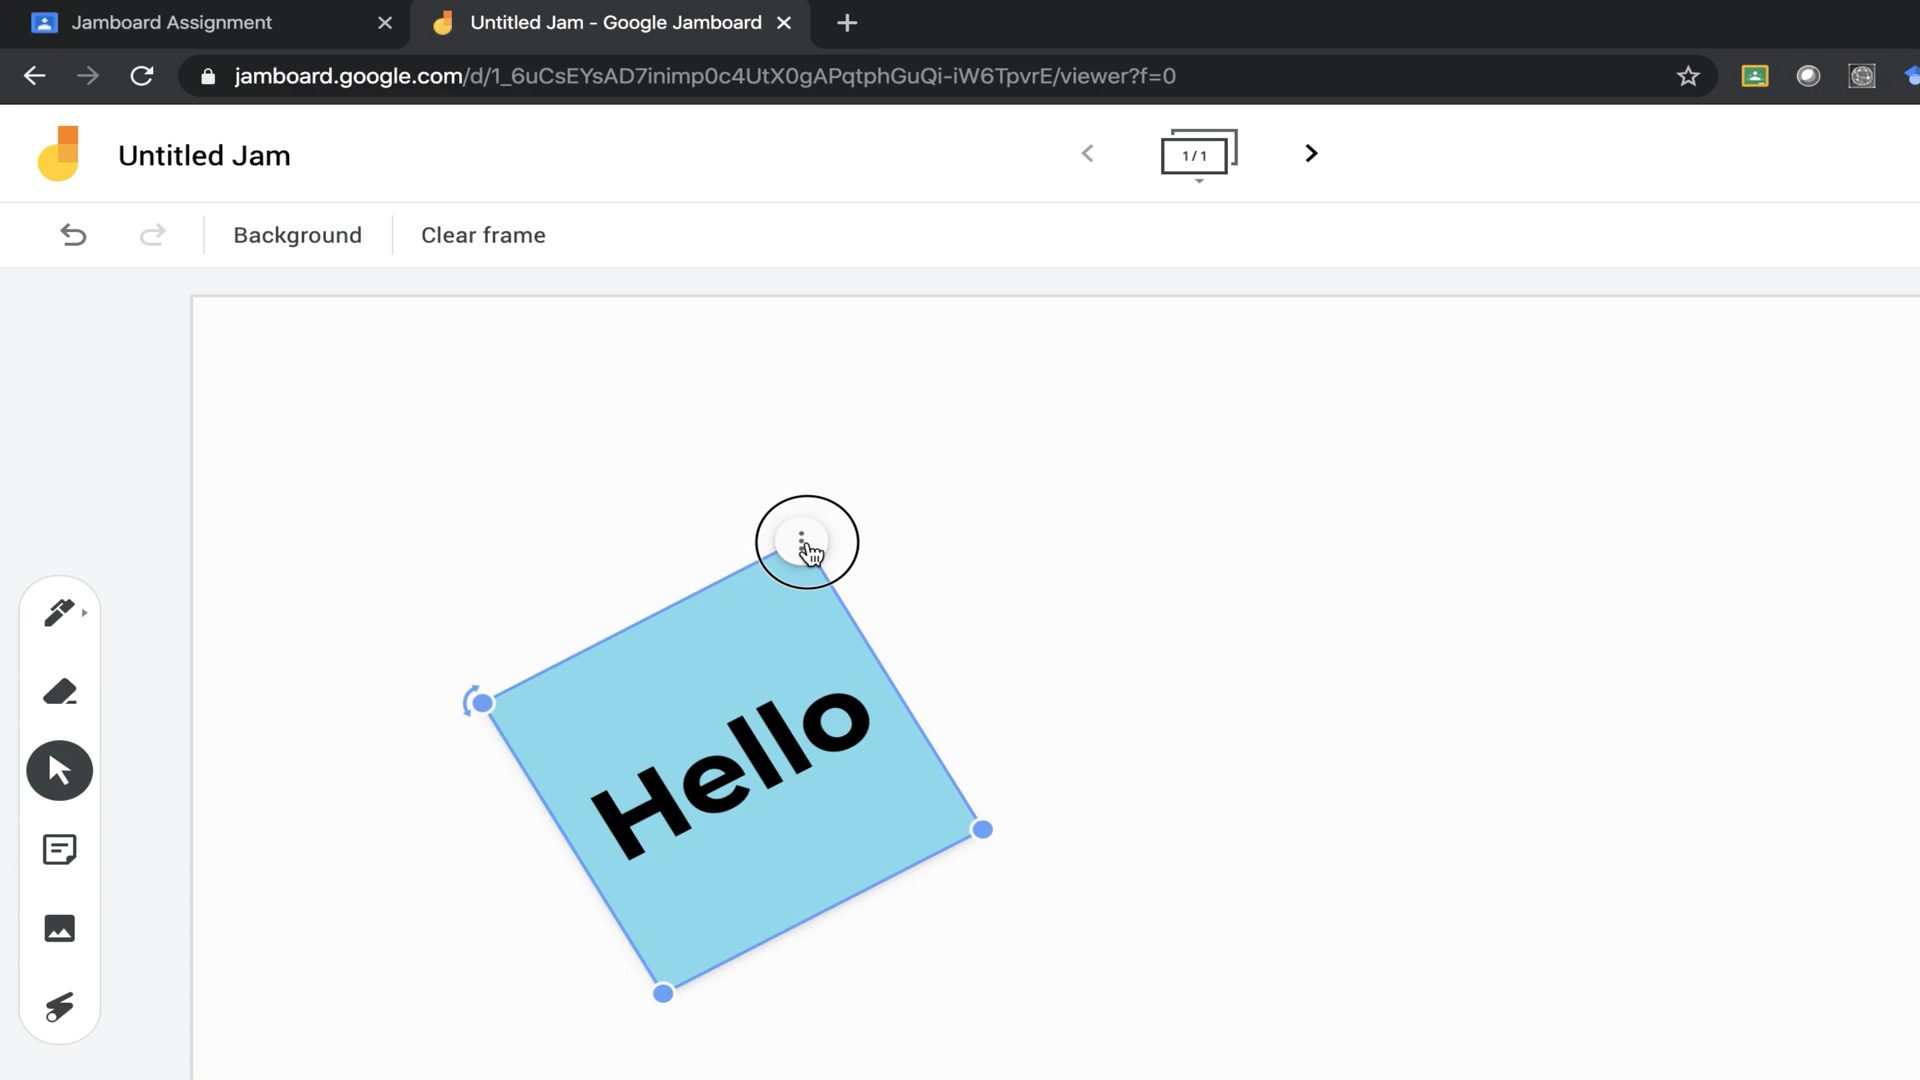 Jamboard Assignment
Untitled Jam - Google Jamboard
jamboard.google.com/d/1_6uCsEYsAD7inimp0c4UtX0gAPqtphGuQi-iW6TpvrE/viewer?f=0
Untitled Jam
1/1
Background
Clear frame
Hello